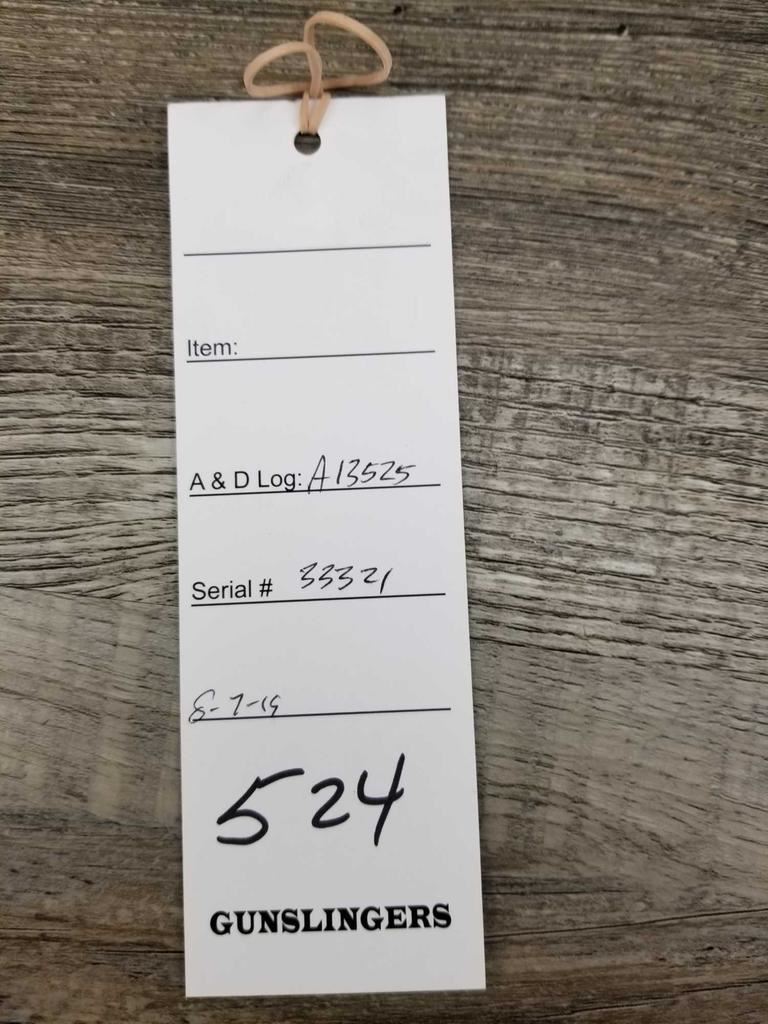 Item:
A & D Log: A13525
Serial # 33321
8-7-19
524
GUNSLINGERS